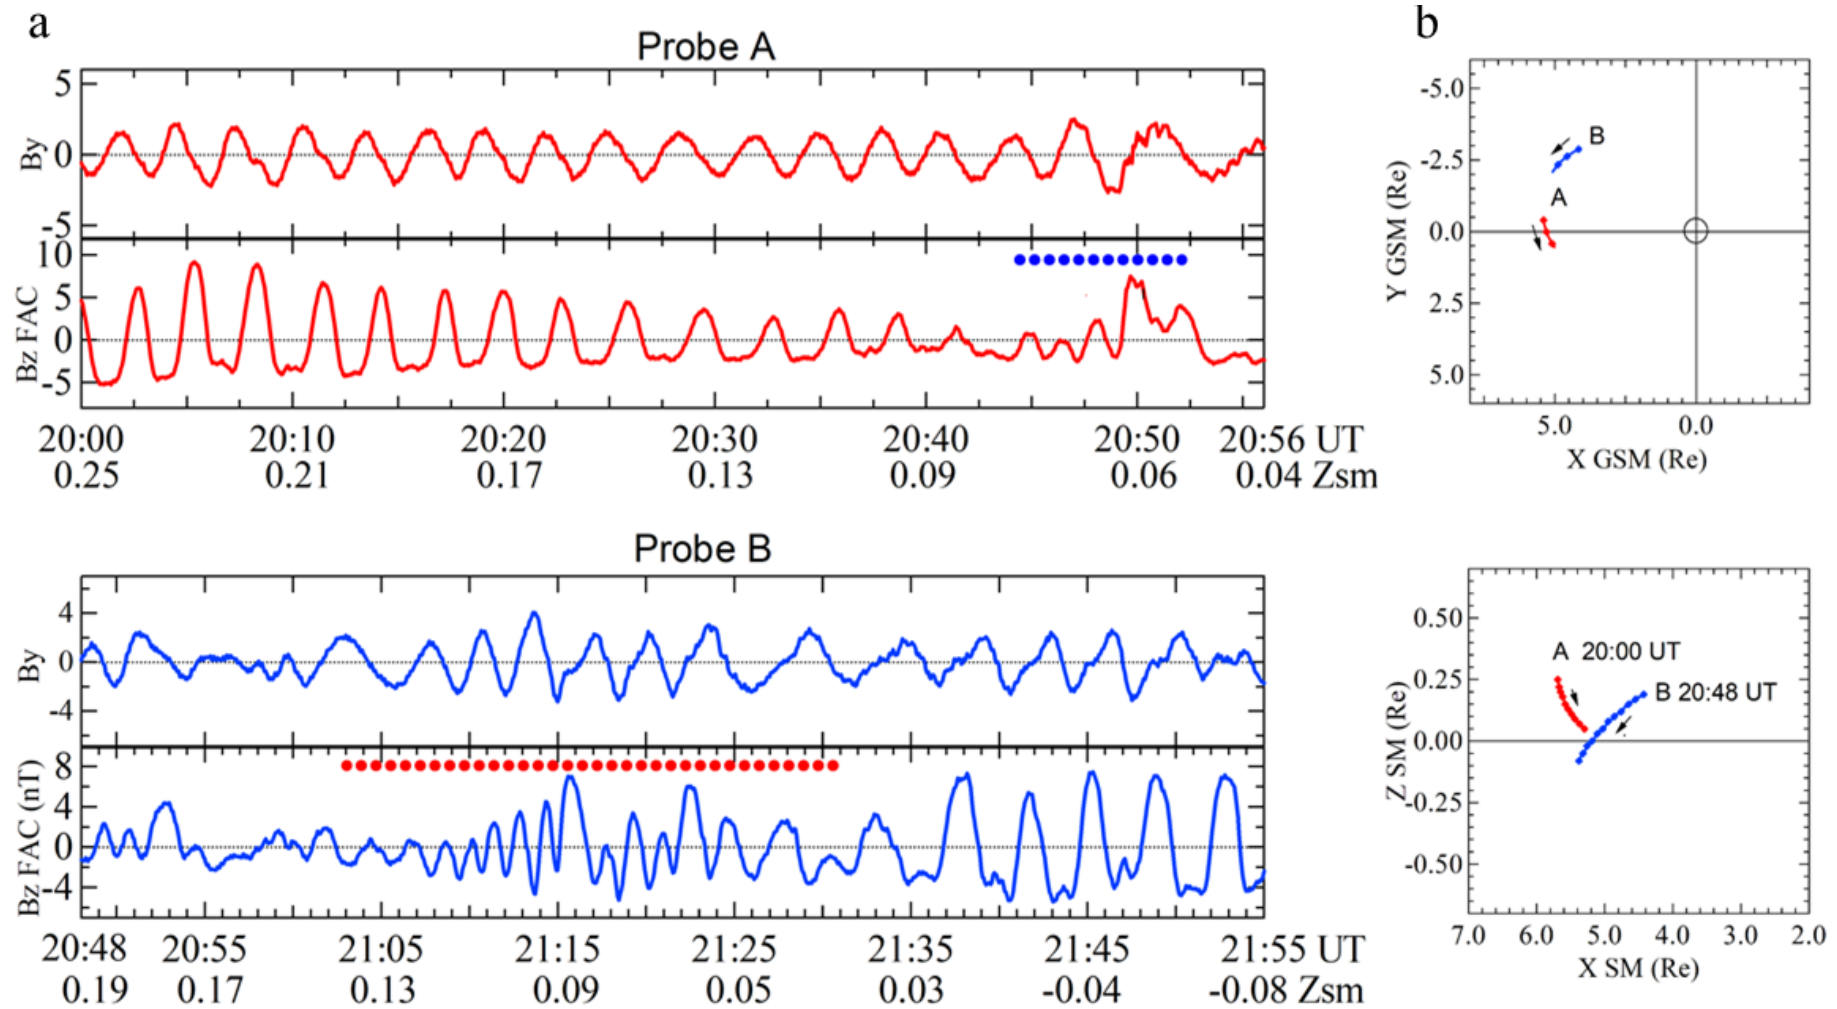 a
Probe A
5
0
-5
By
10
5
0
-5
Bz FAC
20:00 20:10 20:20 20:30 20:40 20:50 20:56 UT
0.25 0.21 0.17 0.13 0.09 0.06 0.04 Zsm
Probe B
4
0
-4
By
8
4
0
-4
Bz FAC (nT)
20:48 20:55 21:05 21:15 21:25 21:35 21:45 21:55 UT
0.19 0.17 0.13 0.09 0.05 0.03 -0.04 -0.08 Zsm
b
-5.0
-2.5
0.0
2.5
5.0
Y GSM (Re)
B
A
5.0 0.0
X GSM (Re)
0.50
0.25
0.00
-0.25
-0.50
Z SM (Re)
A 20:00 UT
B 20:48 UT
7.0 6.0 5.0 4.0 3.0 2.0
X SM (Re)